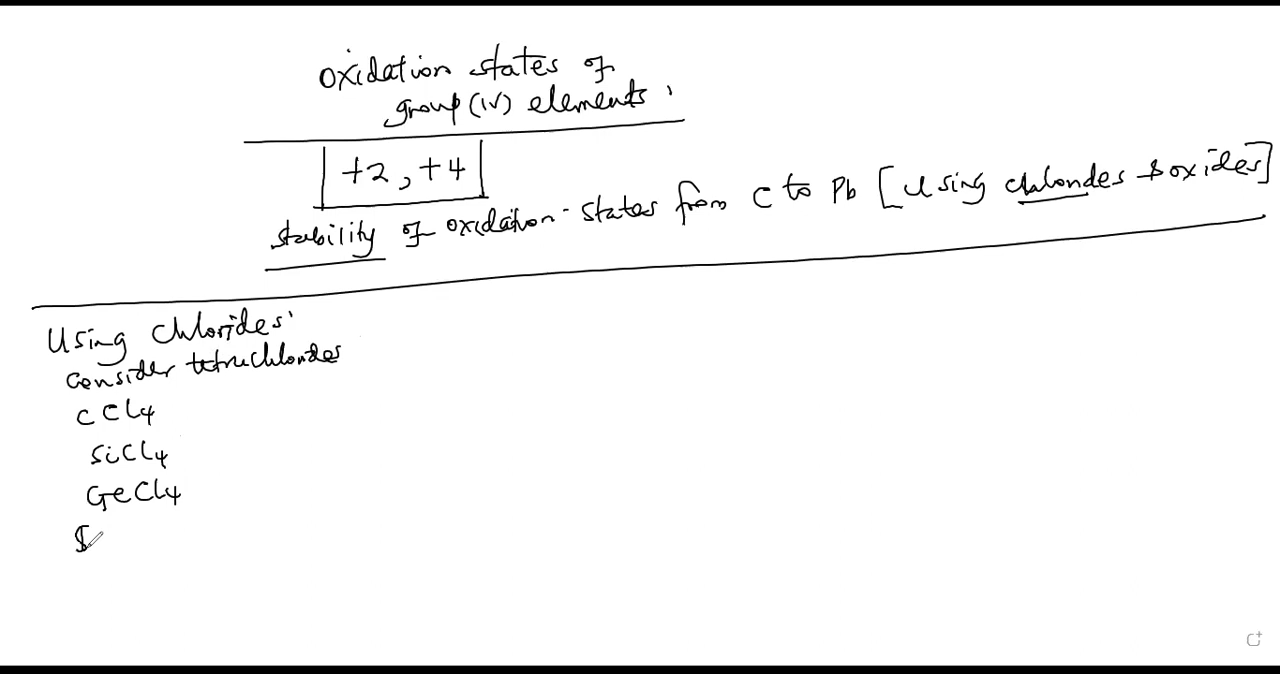 oxidation states of
group (iv) elements.
+2, +4
stability of oxidation-states from C to Pb [Using chlorides & oxides]
Using chlorides.
Consider tetrachlorides
CCl4
SiCl4
GeCl4
S